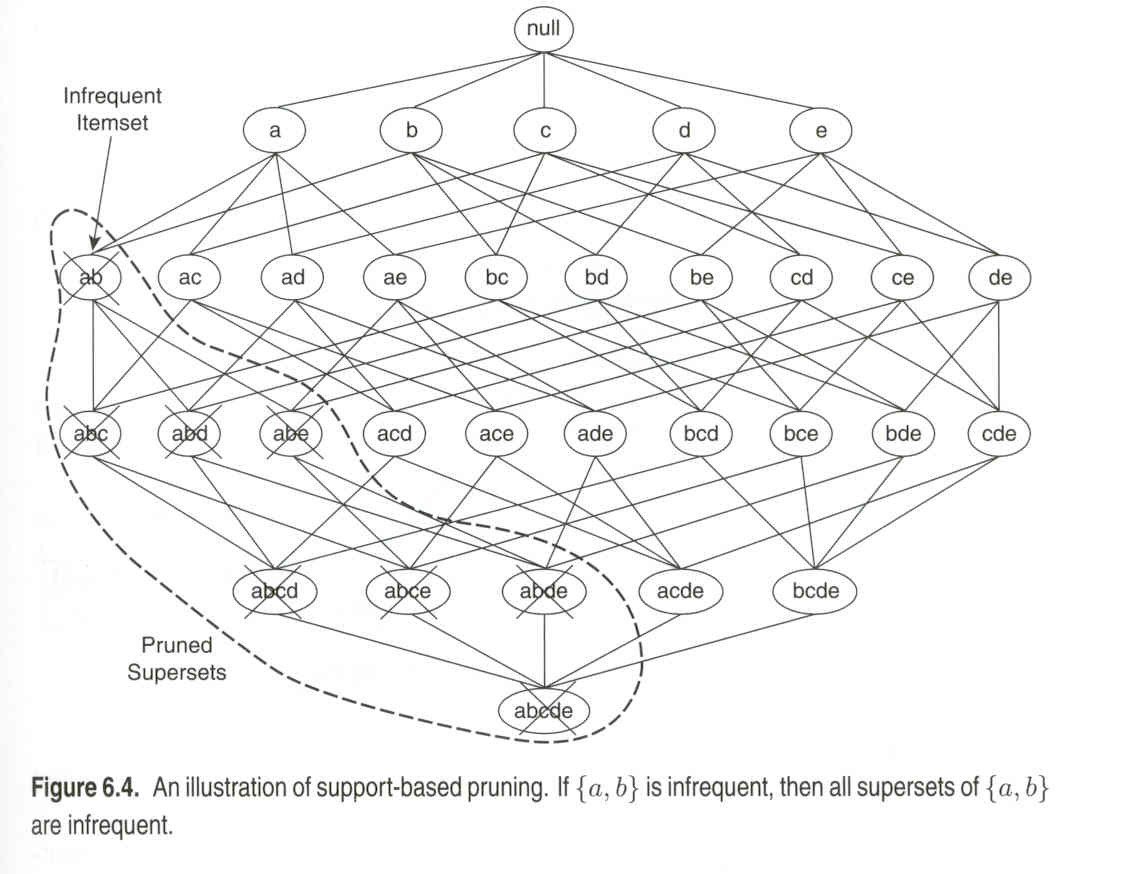 null
Infrequent
Itemset
a b c d e
ab ac ad ae bc bd be cd ce de
abc abd abe acd ace ade bcd bce bde cde
abcd abce abde acde bcde
Pruned
Supersets
abcde
Figure 6.4. An illustration of support-based pruning. If {a, b} is infrequent, then all supersets of {a, b}
are infrequent.